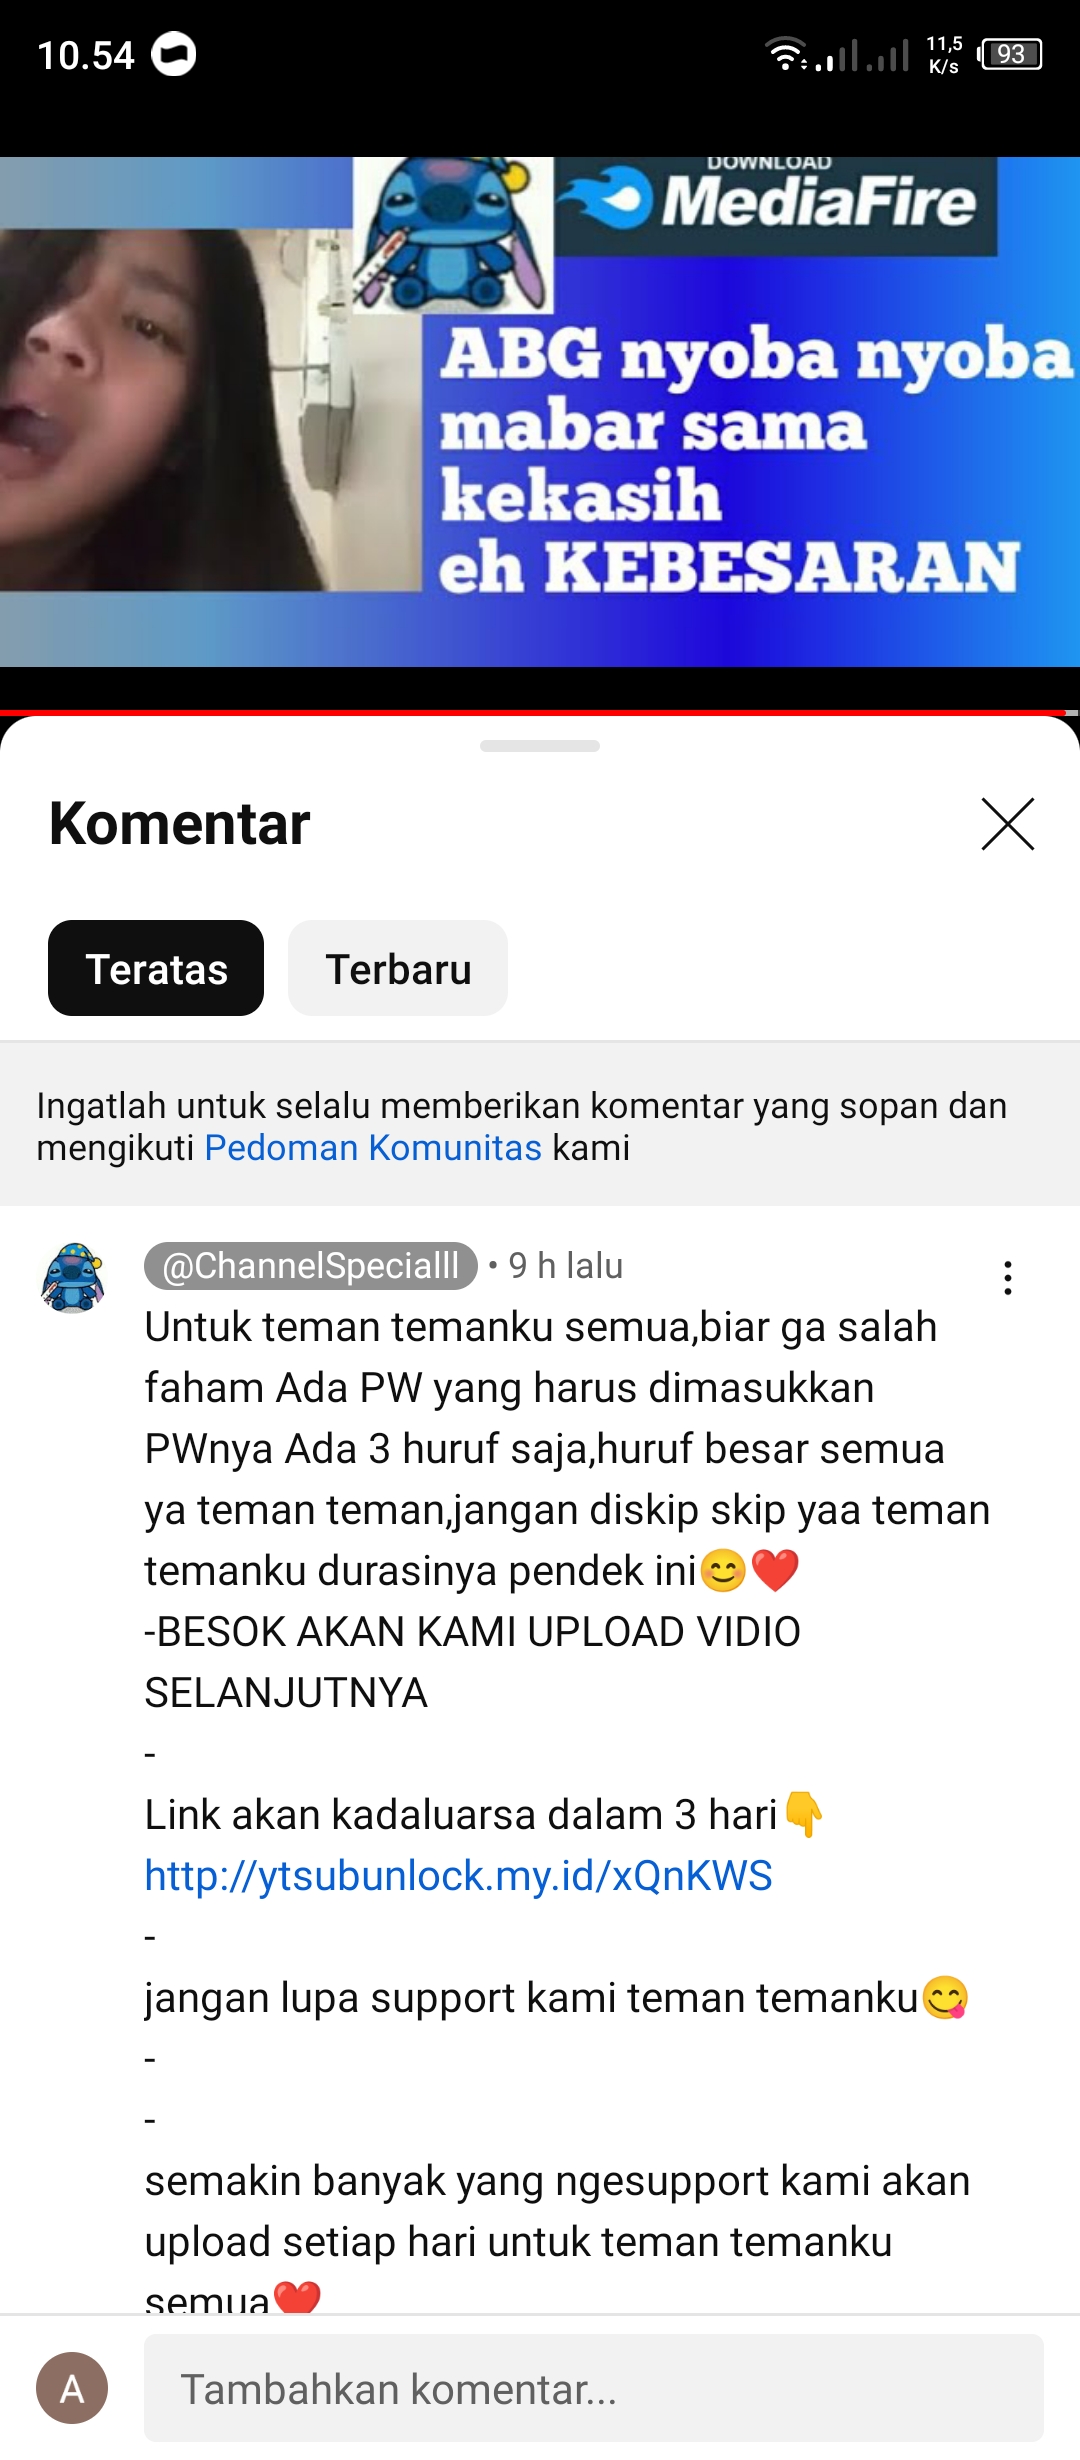 10.54
11,5
K/s
93
DOWNLOAD
MediaFire
ABG nyoba nyoba
mabar sama
kekasih
eh KEBESARAN
Komentar
Teratas
Terbaru
Ingatlah untuk selalu memberikan komentar yang sopan dan
mengikuti Pedoman Komunitas kami
@ChannelSpecialll • 9 h lalu
Untuk teman temanku semua,biar ga salah
faham Ada PW yang harus dimasukkan
PWnya Ada 3 huruf saja,huruf besar semua
ya teman teman,jangan diskip skip yaa teman
temanku durasinya pendek ini😊❤️
-BESOK AKAN KAMI UPLOAD VIDIO
SELANJUTNYA
-
Link akan kadaluarsa dalam 3 hari👇
http://ytsubunlock.my.id/xQnKWS
-
jangan lupa support kami teman temanku😋
-
-
semakin banyak yang ngesupport kami akan
upload setiap hari untuk teman temanku
semua❤️
A
Tambahkan komentar...